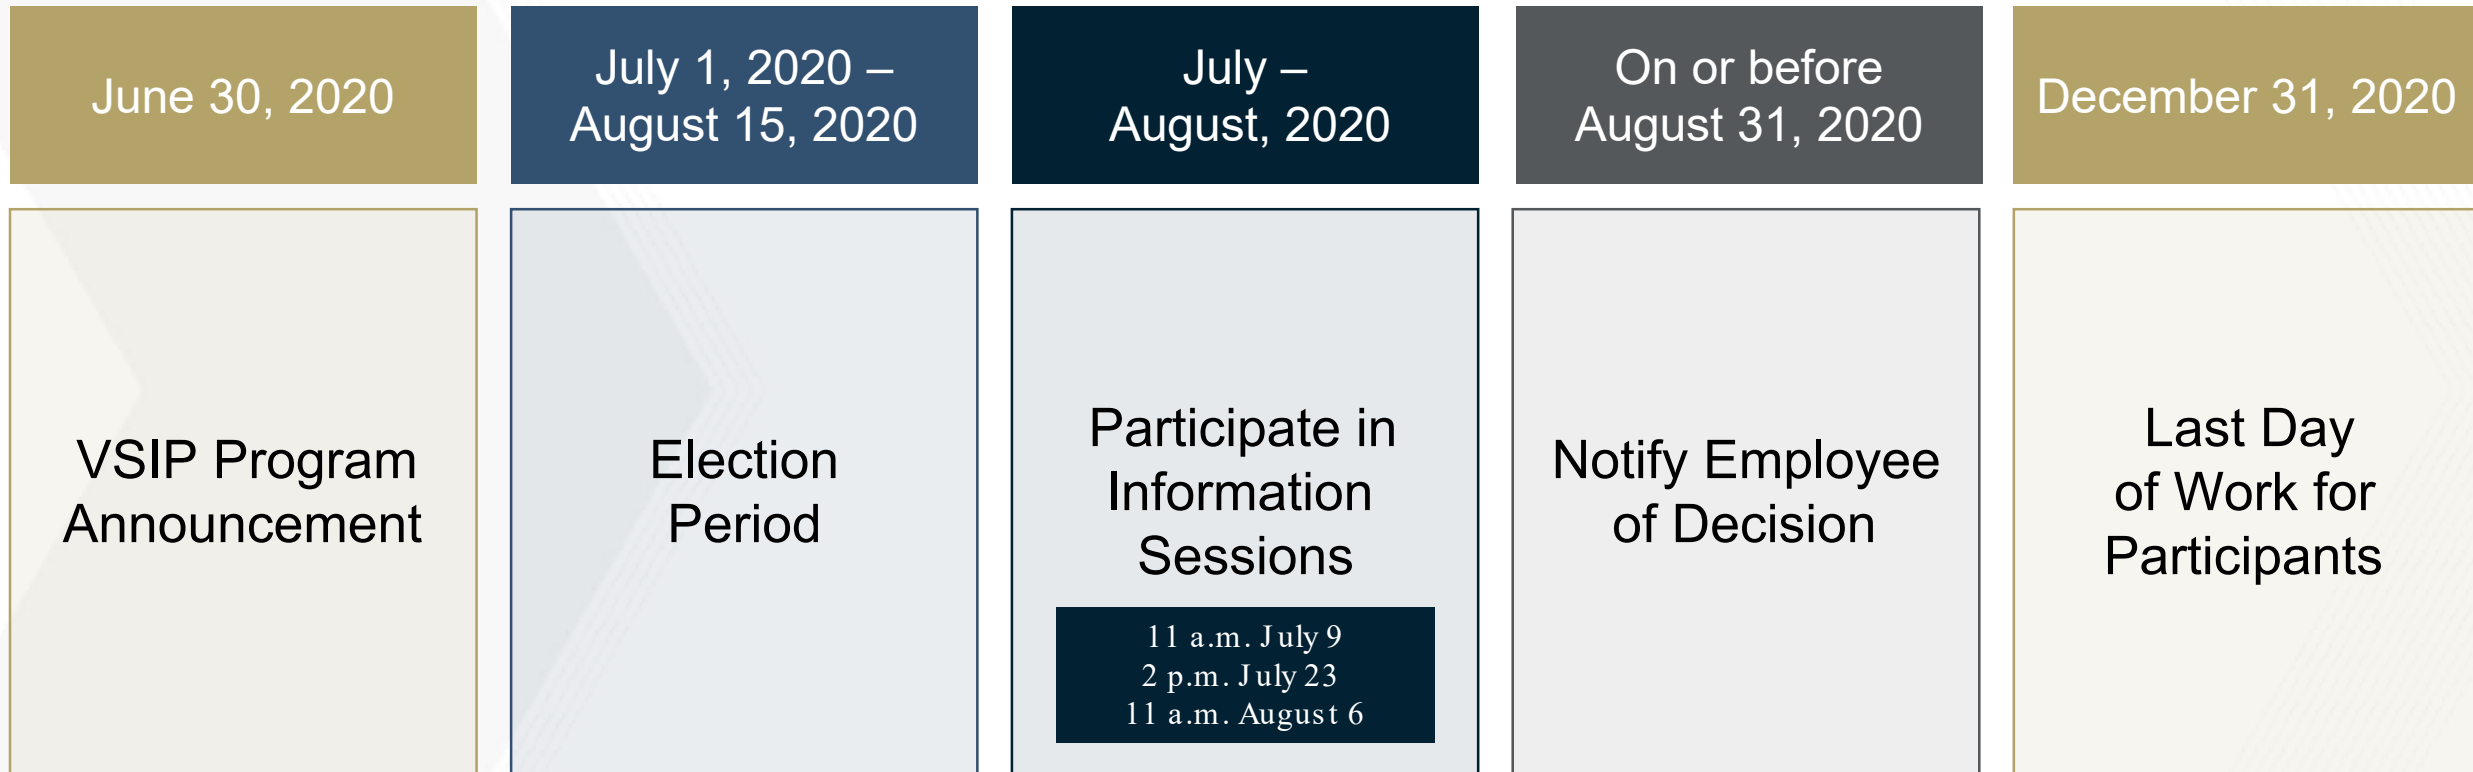 June 30, 2020
July 1, 2020 –
August 15, 2020
July –
August, 2020
On or before
August 31, 2020
December 31, 2020
VSIP Program
Announcement
Election
Period
Participate in
Information
Sessions
11 a.m. July 9
2 p.m. July 23
11 a.m. August 6
Notify Employee
of Decision
Last Day
of Work for
Participants